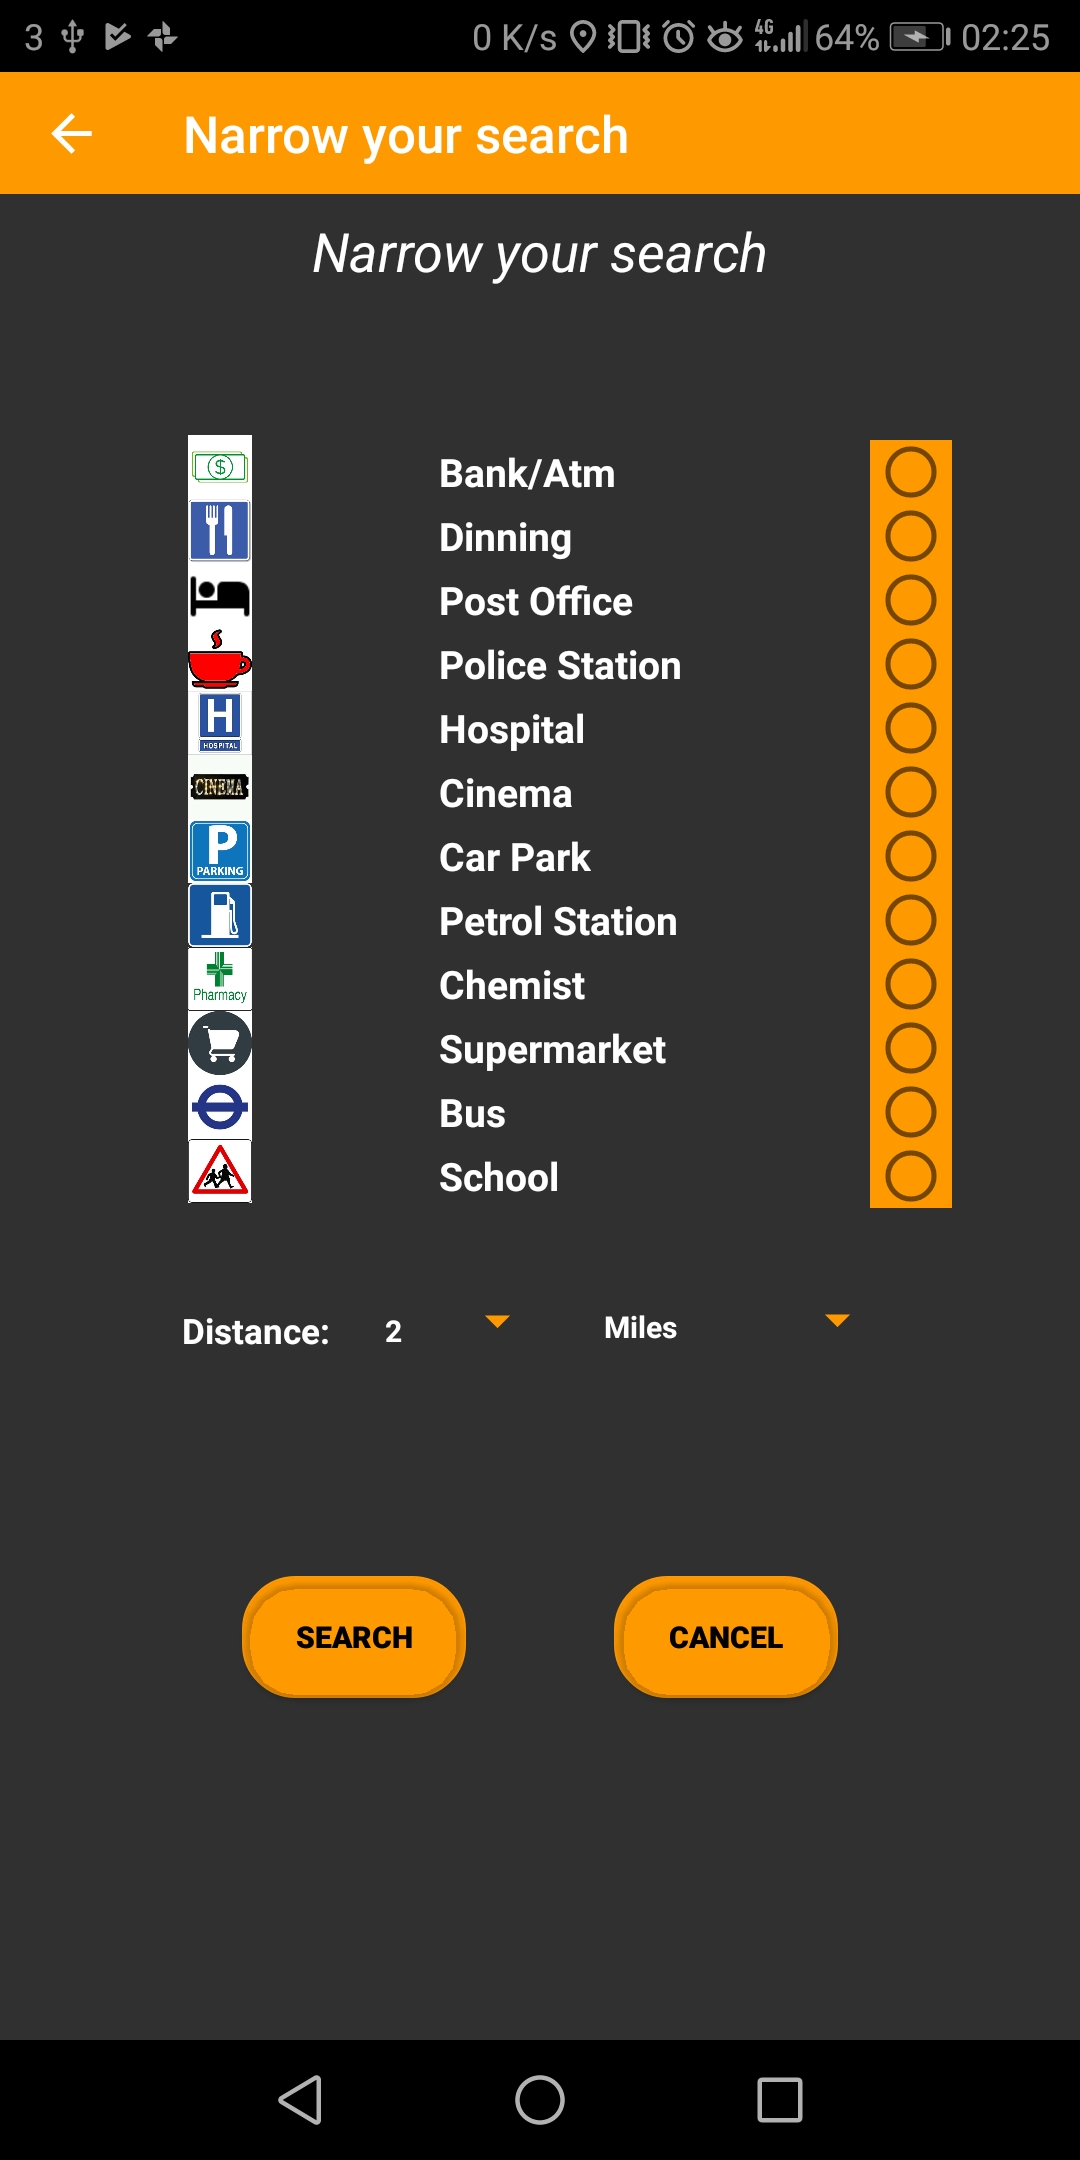 3 0 K/s 4G 64% 02:25
Narrow your search
Narrow your search
$ Bank/Atm
Dinning
Post Office
Police Station
H HOSPITAL Hospital
CINEMA Cinema
P PARKING Car Park
Petrol Station
Pharmacy Chemist
Supermarket
Bus
School
Distance: 2 Miles
SEARCH CANCEL